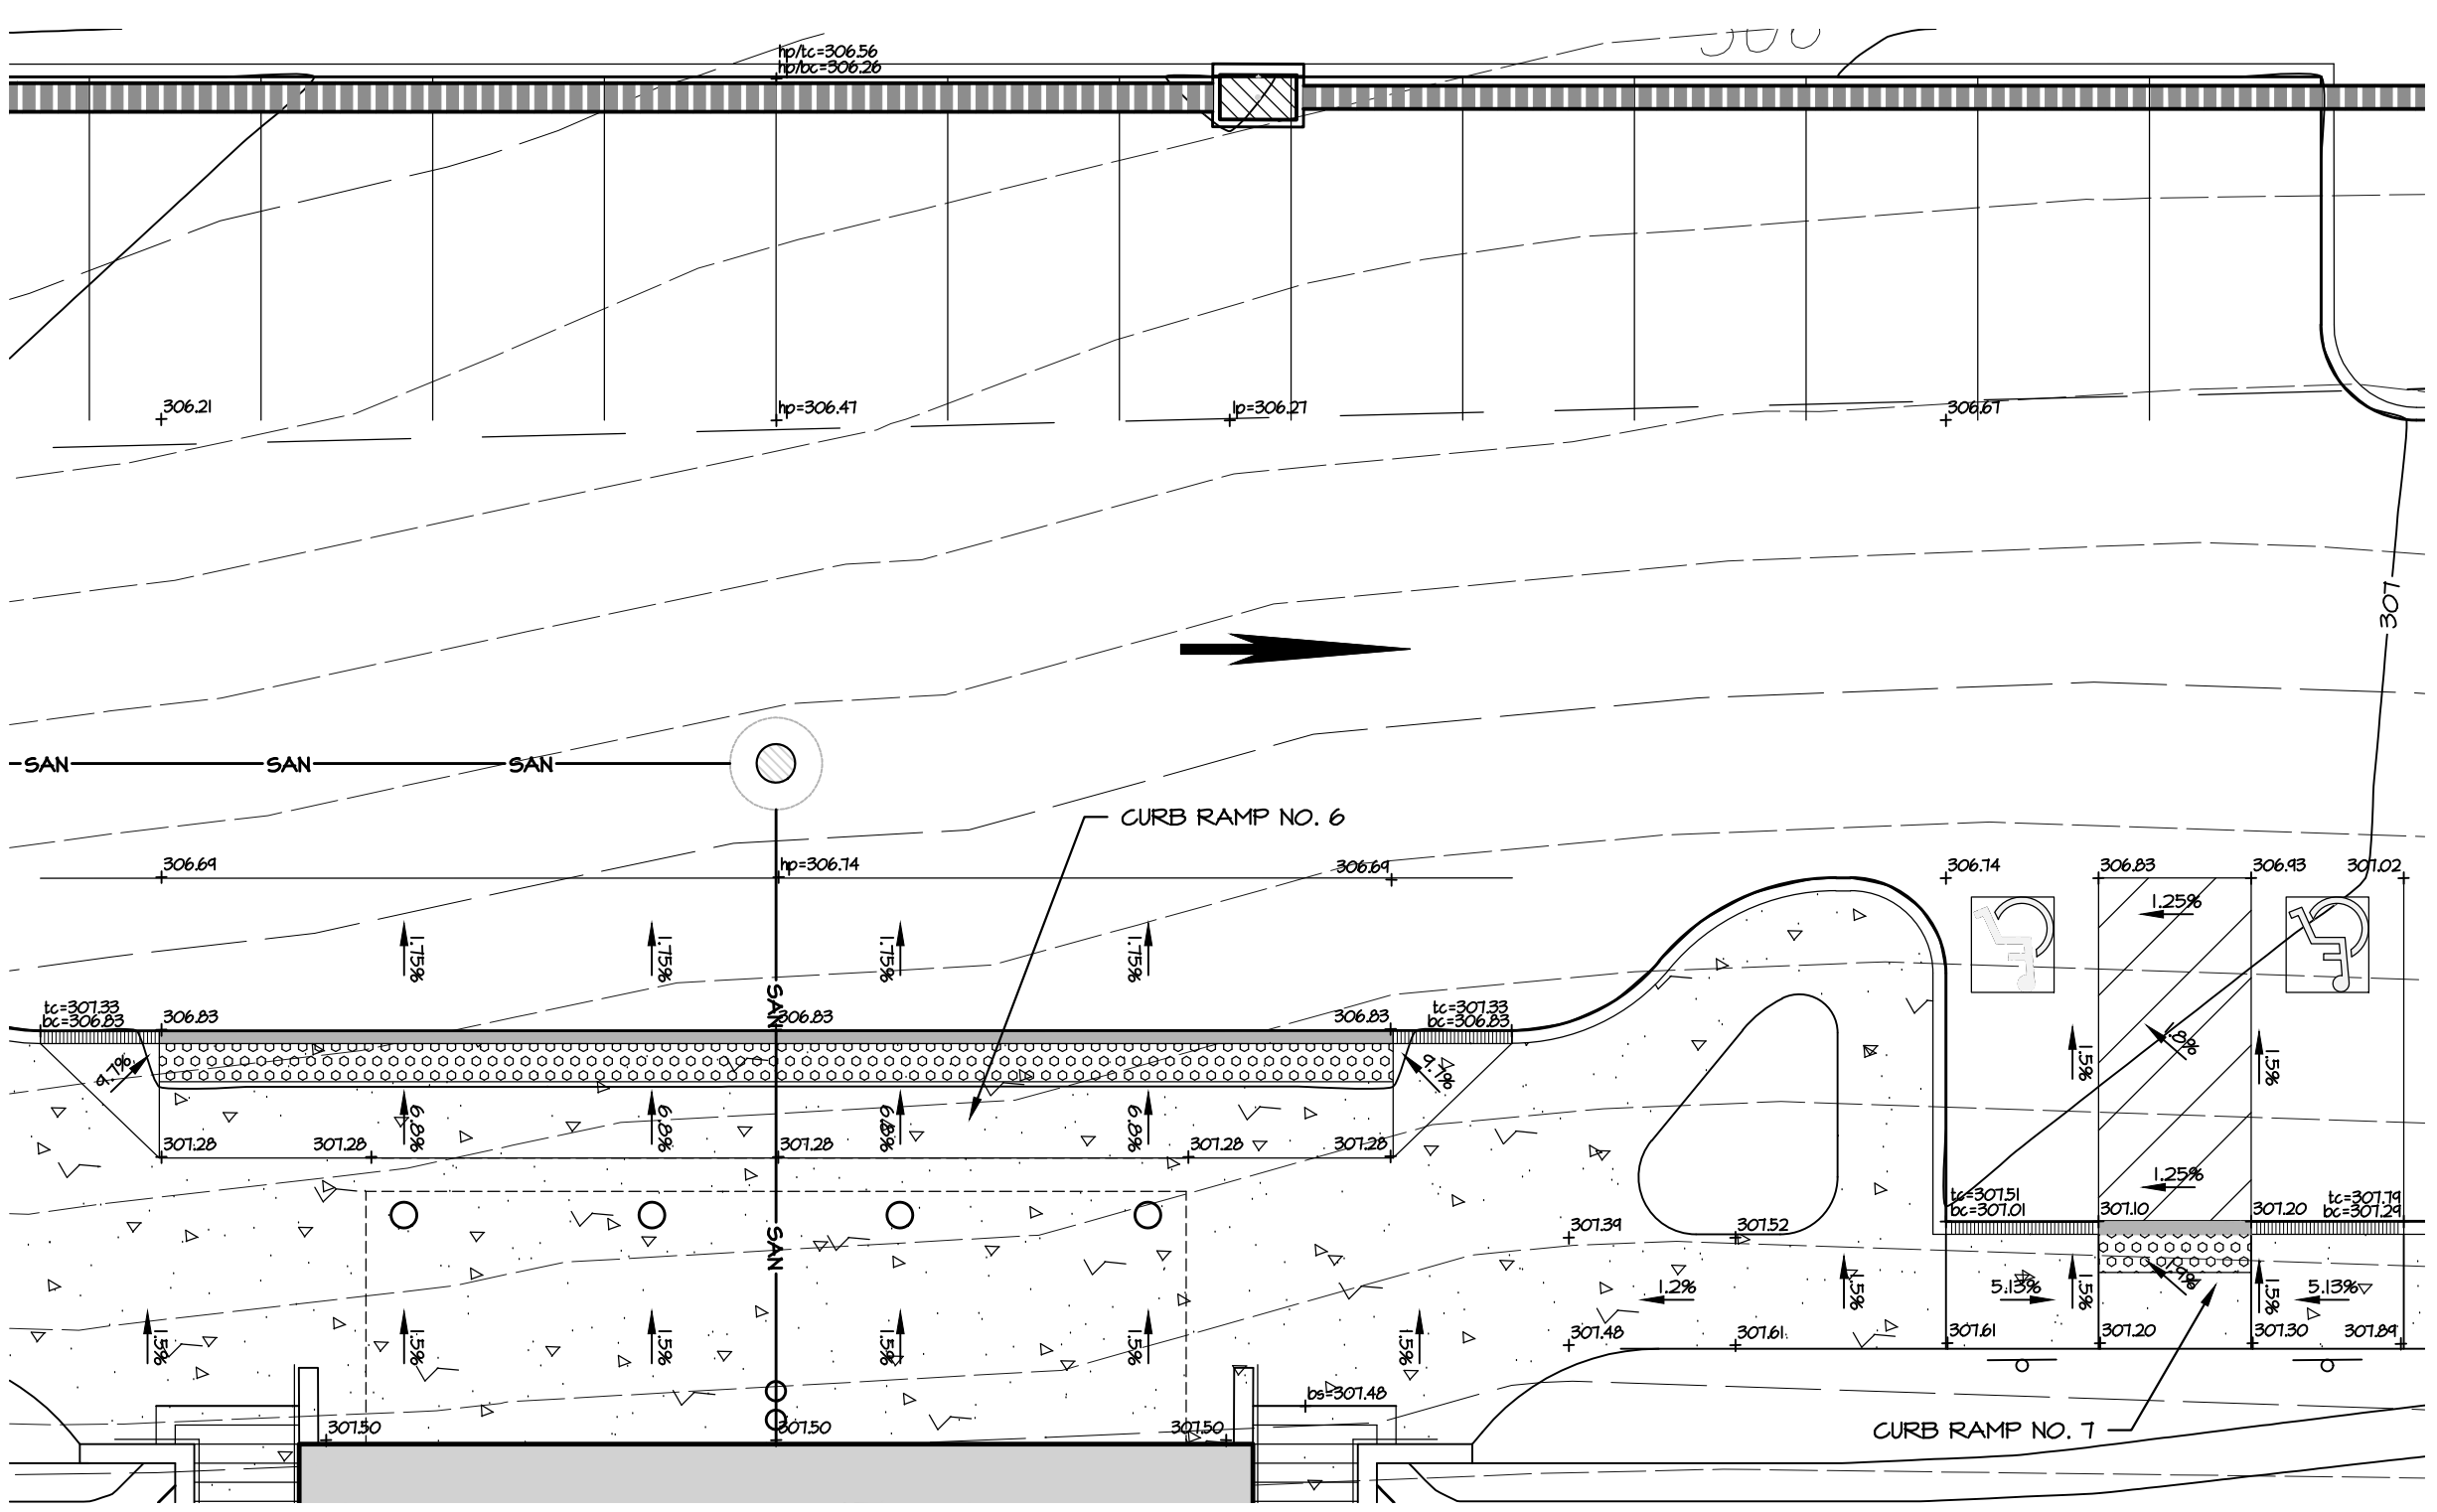 300
hp/tc=306.56
hp/bc=306.26
306.21
hp=306.47
lp=306.27
306.67
307
SAN
SAN
SAN
CURB RAMP NO. 6
306.69
hp=306.74
306.69
306.74
306.83
306.93
307.02
1.25%
1.75%
1.75%
1.75%
1.75%
tc=307.33
bc=306.83
306.83
SAN
306.83
306.83
tc=307.33
bc=306.83
1.5%
1.8%
1.5%
9.7%
9.7%
6.8%
6.8%
6.8%
6.8%
307.28
307.28
307.28
307.28
307.28
1.25%
tc=307.51
bc=307.01
307.10
307.20
tc=307.79
bc=307.29
307.39
307.52
SAN
1.2%
1.5%
5.13%
1.5%
1.9%
1.5%
5.13%
1.5%
1.5%
1.5%
1.5%
1.5%
1.5%
307.48
307.61
307.61
307.20
307.30
307.89
bs=307.48
307.50
307.50
307.50
CURB RAMP NO. 7